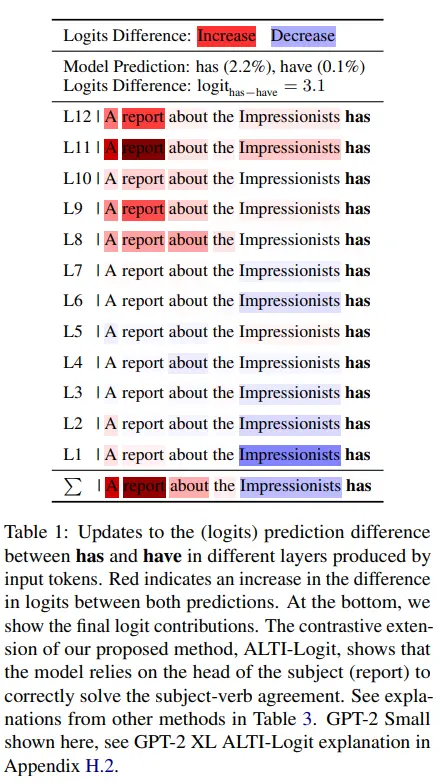 Logits Difference: Increase Decrease
Model Prediction: has (2.2%), have (0.1%)
Logits Difference: logit_has−have = 3.1
L12 | A report about the Impressionists has
L11 | A report about the Impressionists has
L10 | A report about the Impressionists has
L9 | A report about the Impressionists has
L8 | A report about the Impressionists has
L7 | A report about the Impressionists has
L6 | A report about the Impressionists has
L5 | A report about the Impressionists has
L4 | A report about the Impressionists has
L3 | A report about the Impressionists has
L2 | A report about the Impressionists has
L1 | A report about the Impressionists has
∑ | A report about the Impressionists has
Table 1: Updates to the (logits) prediction difference
between has and have in different layers produced by
input tokens. Red indicates an increase in the difference
in logits between both predictions. At the bottom, we
show the final logit contributions. The contrastive exten-
sion of our proposed method, ALTI-Logit, shows that
the model relies on the head of the subject (report) to
correctly solve the subject-verb agreement. See expla-
nations from other methods in Table 3. GPT-2 Small
shown here, see GPT-2 XL ALTI-Logit explanation in
Appendix H.2.